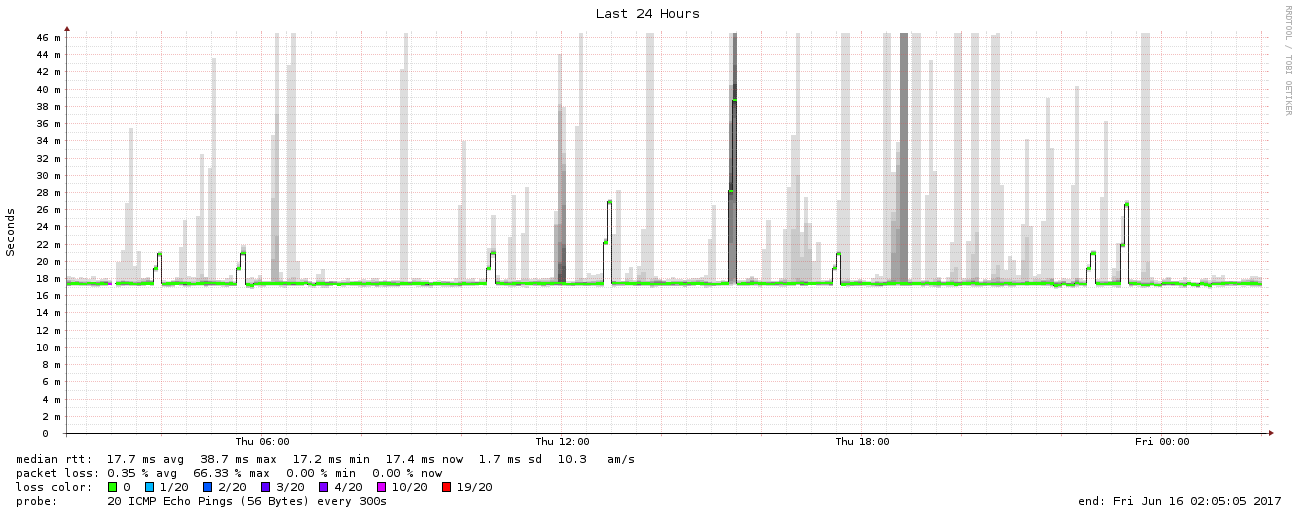 Last 24 Hours
RRDTOOL / TOBI OETIKER
Seconds
46 m
44 m
42 m
40 m
38 m
36 m
34 m
32 m
30 m
28 m
26 m
24 m
22 m
20 m
18 m
16 m
14 m
12 m
10 m
8 m
6 m
4 m
2 m
0
Thu 06:00 Thu 12:00 Thu 18:00 Fri 00:00
median rtt: 17.7 ms avg 38.7 ms max 17.2 ms min 17.4 ms now 1.7 ms sd 10.3 am/s
packet loss: 0.35 % avg 66.33 % max 0.00 % min 0.00 % now
loss color: 0 1/20 2/20 3/20 4/20 10/20 19/20
probe: 20 ICMP Echo Pings (56 Bytes) every 300s end: Fri Jun 16 02:05:05 2017